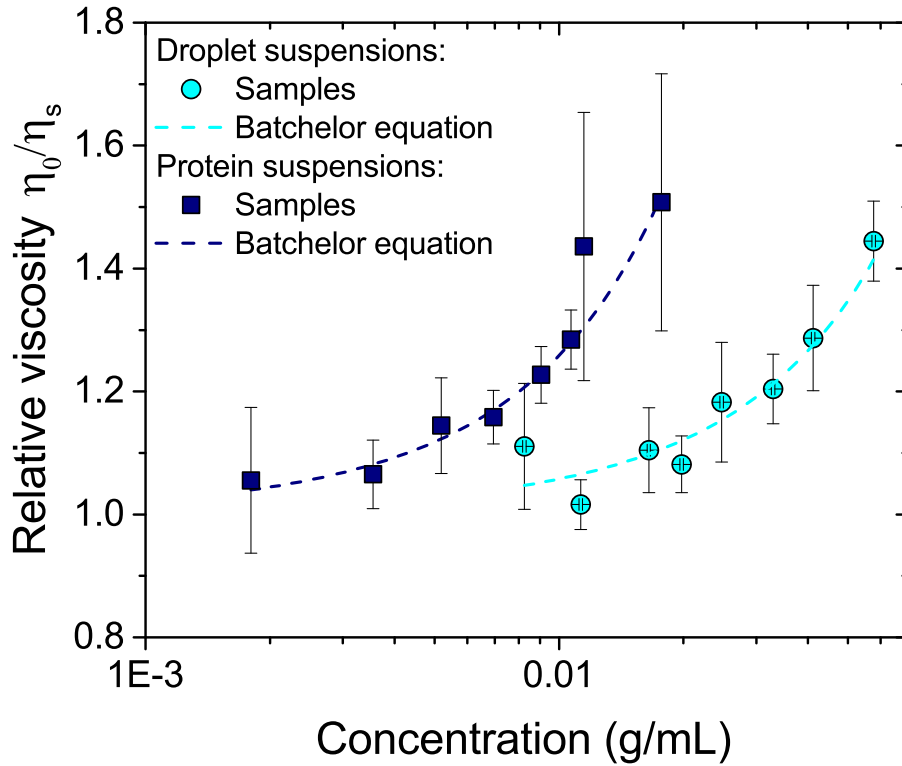 1.8
1.6
1.4
1.2
1.0
0.8
Relative viscosity η₀/ηₛ
Droplet suspensions:
Samples
Batchelor equation
Protein suspensions:
Samples
Batchelor equation
1E-3
0.01
Concentration (g/mL)